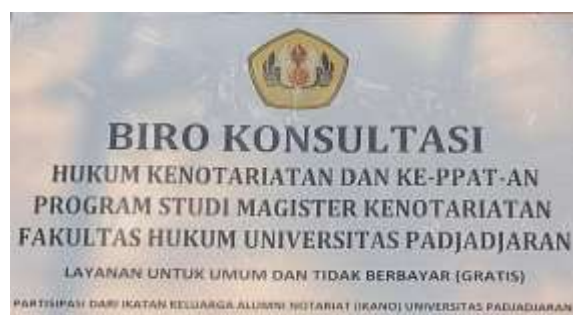 BIRO KONSULTASI
HUKUM KENOTARIATAN DAN KE-PPAT-AN
PROGRAM STUDI MAGISTER KENOTARIATAN
FAKULTAS HUKUM UNIVERSITAS PADJADJARAN
LAYANAN UNTUK UMUM DAN TIDAK BERBAYAR (GRATIS)
PARTISIPASI DARI IKATAN KELUARGA ALUMNI NOTARIAT (IKANO) UNIVERSITAS PADJADJARAN